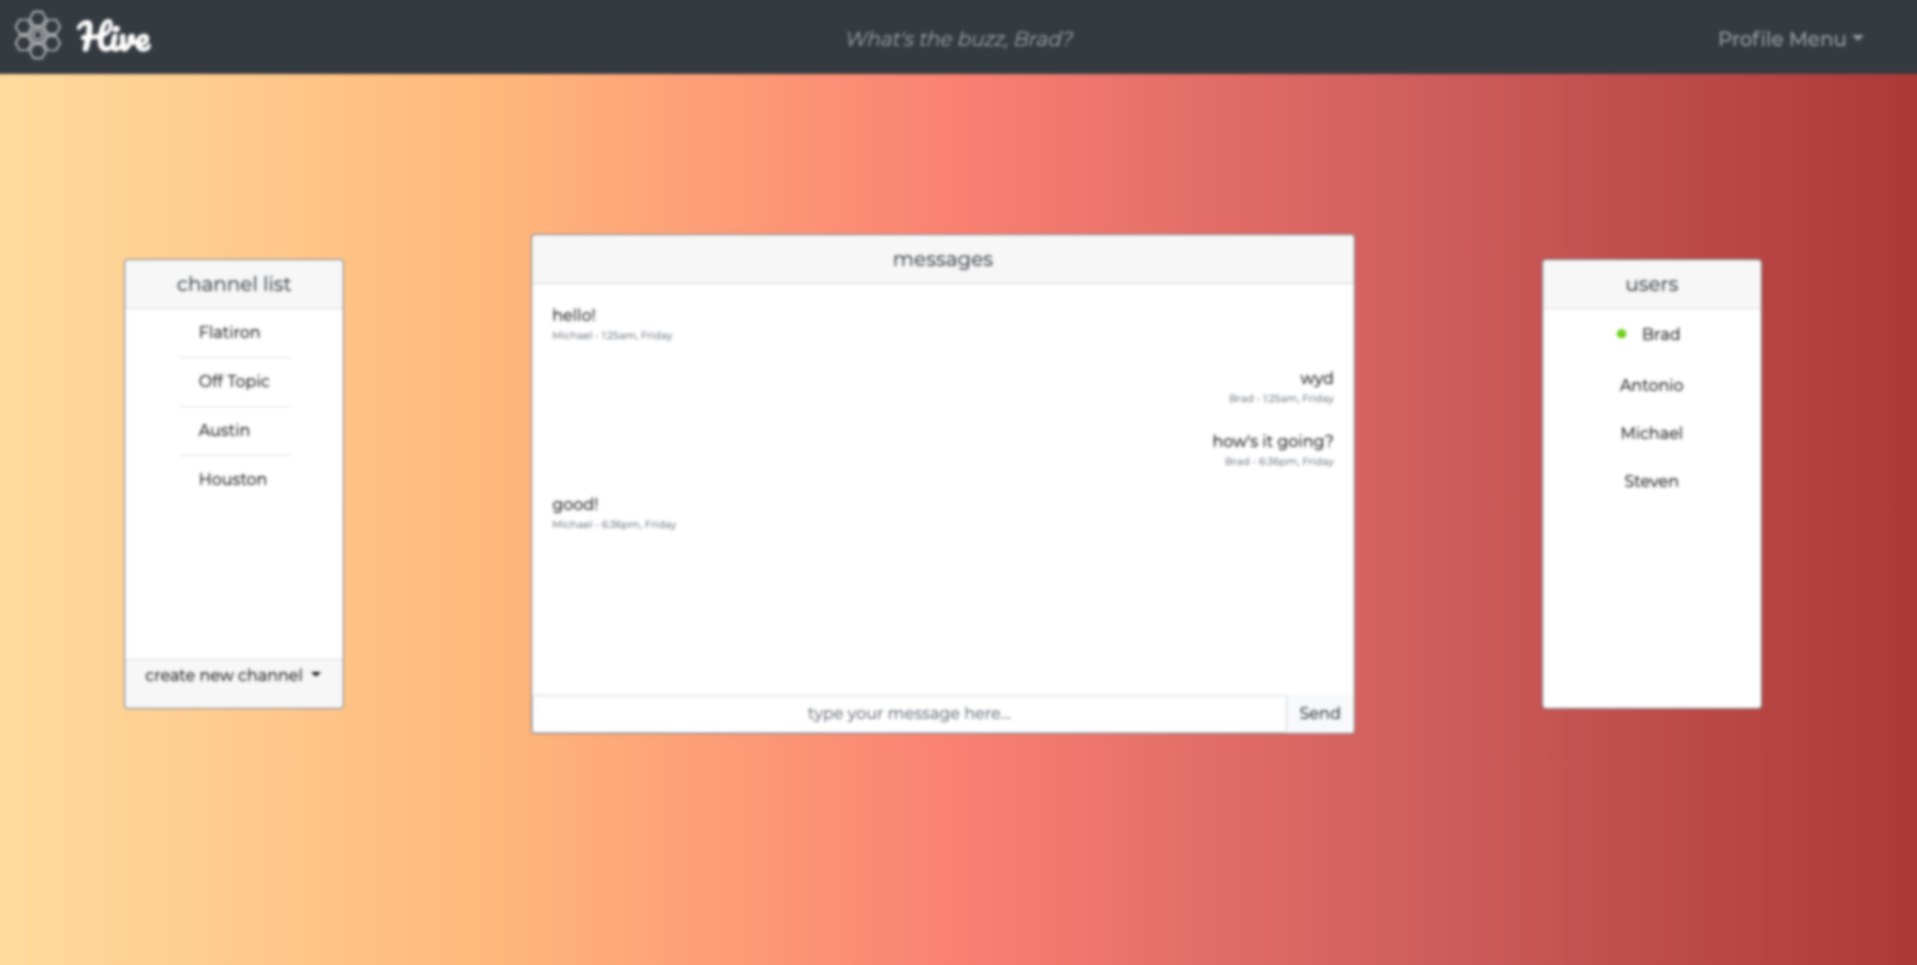 Hive
What's the buzz, Brad?
Profile Menu
channel list
Flatiron
Off Topic
Austin
Houston
create new channel
messages
hello!
Michael - 1:25am, Friday
wyd
Brad - 1:25am, Friday
how's it going?
Brad - 6:36pm, Friday
good!
Michael - 6:36pm, Friday
type your message here...
Send
users
Brad
Antonio
Michael
Steven